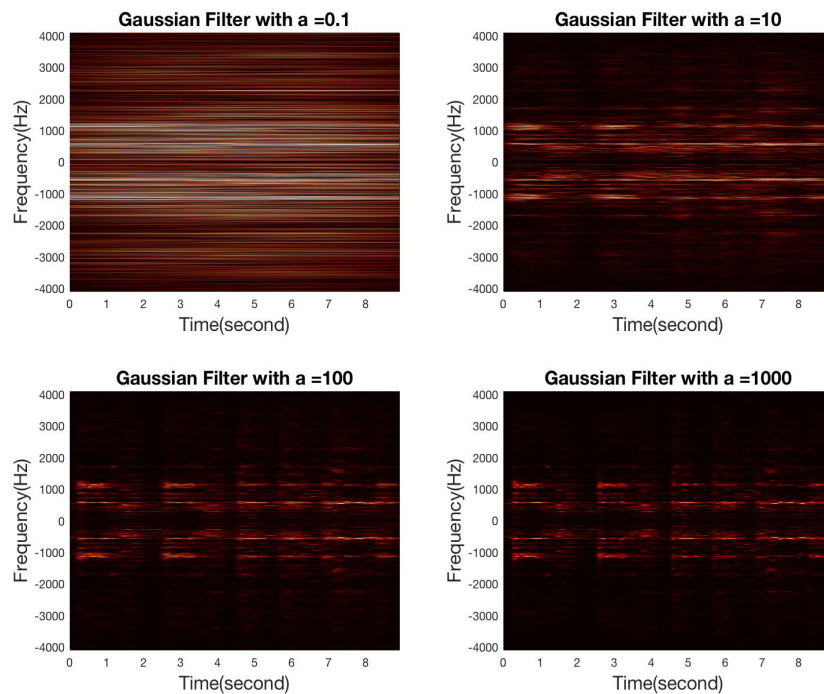 Gaussian Filter with a =0.1
Frequency(Hz)
4000
3000
2000
1000
0
-1000
-2000
-3000
-4000
0 1 2 3 4 5 6 7 8
Time(second)
Gaussian Filter with a =10
Frequency(Hz)
4000
3000
2000
1000
0
-1000
-2000
-3000
-4000
0 1 2 3 4 5 6 7 8
Time(second)
Gaussian Filter with a =100
Frequency(Hz)
4000
3000
2000
1000
0
-1000
-2000
-3000
-4000
0 1 2 3 4 5 6 7 8
Time(second)
Gaussian Filter with a =1000
Frequency(Hz)
4000
3000
2000
1000
0
-1000
-2000
-3000
-4000
0 1 2 3 4 5 6 7 8
Time(second)